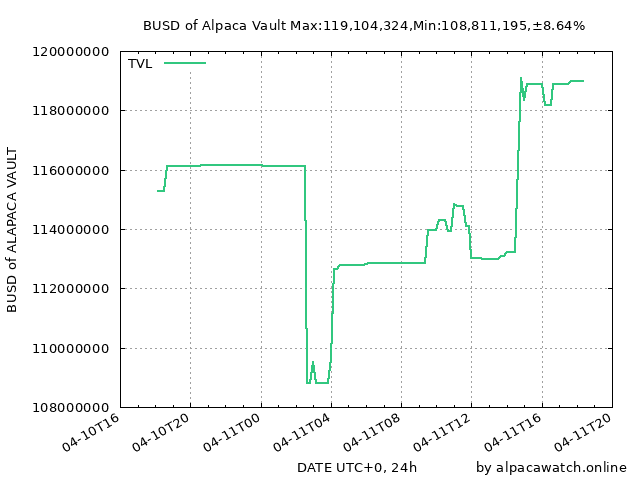 BUSD of Alpaca Vault Max:119,104,324,Min:108,811,195,±8.64%
120000000
TVL
118000000
116000000
114000000
112000000
110000000
108000000
BUSD of ALAPACA VAULT
04-10T16
04-10T20
04-11T00
04-11T04
04-11T08
04-11T12
04-11T16
04-11T20
DATE UTC+0, 24h
by alpacawatch.online